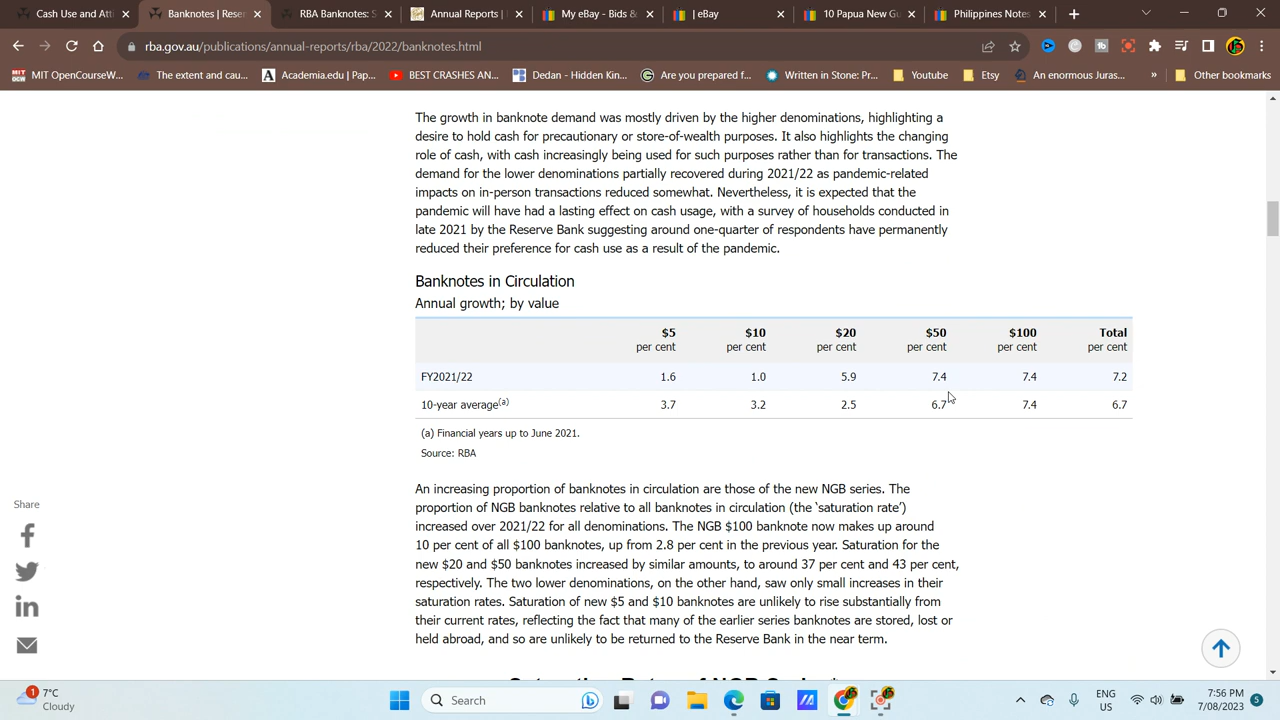 Cash Use and Atti
Banknotes | Rese
RBA Banknotes: S
Annual Reports |
My eBay - Bids &
| eBay
10 Papua New Gu
Philippines Notes
rba.gov.au/publications/annual-reports/rba/2022/banknotes.html
MIT OpenCourseW...
The extent and cau...
Academia.edu | Pap...
BEST CRASHES AN...
Dedan - Hidden Kin...
Are you prepared f...
Written in Stone: Pr...
Youtube
Etsy
An enormous Juras...
»
Other bookmarks
The growth in banknote demand was mostly driven by the higher denominations, highlighting a
desire to hold cash for precautionary or store-of-wealth purposes. It also highlights the changing
role of cash, with cash increasingly being used for such purposes rather than for transactions. The
demand for the lower denominations partially recovered during 2021/22 as pandemic-related
impacts on in-person transactions reduced somewhat. Nevertheless, it is expected that the
pandemic will have had a lasting effect on cash usage, with a survey of households conducted in
late 2021 by the Reserve Bank suggesting around one-quarter of respondents have permanently
reduced their preference for cash use as a result of the pandemic.
Banknotes in Circulation
Annual growth; by value
$5 $10 $20 $50 $100 Total
per cent per cent per cent per cent per cent per cent
FY2021/22 1.6 1.0 5.9 7.4 7.4 7.2
10-year average(a) 3.7 3.2 2.5 6.7 7.4 6.7
(a) Financial years up to June 2021.
Source: RBA
An increasing proportion of banknotes in circulation are those of the new NGB series. The
proportion of NGB banknotes relative to all banknotes in circulation (the ‘saturation rate’)
increased over 2021/22 for all denominations. The NGB $100 banknote now makes up around
10 per cent of all $100 banknotes, up from 2.8 per cent in the previous year. Saturation for the
new $20 and $50 banknotes increased by similar amounts, to around 37 per cent and 43 per cent,
respectively. The two lower denominations, on the other hand, saw only small increases in their
saturation rates. Saturation of new $5 and $10 banknotes are unlikely to rise substantially from
their current rates, reflecting the fact that many of the earlier series banknotes are stored, lost or
held abroad, and so are unlikely to be returned to the Reserve Bank in the near term.
Share
1
7°C
Cloudy
Search
ENG
US
7:56 PM
7/08/2023
5